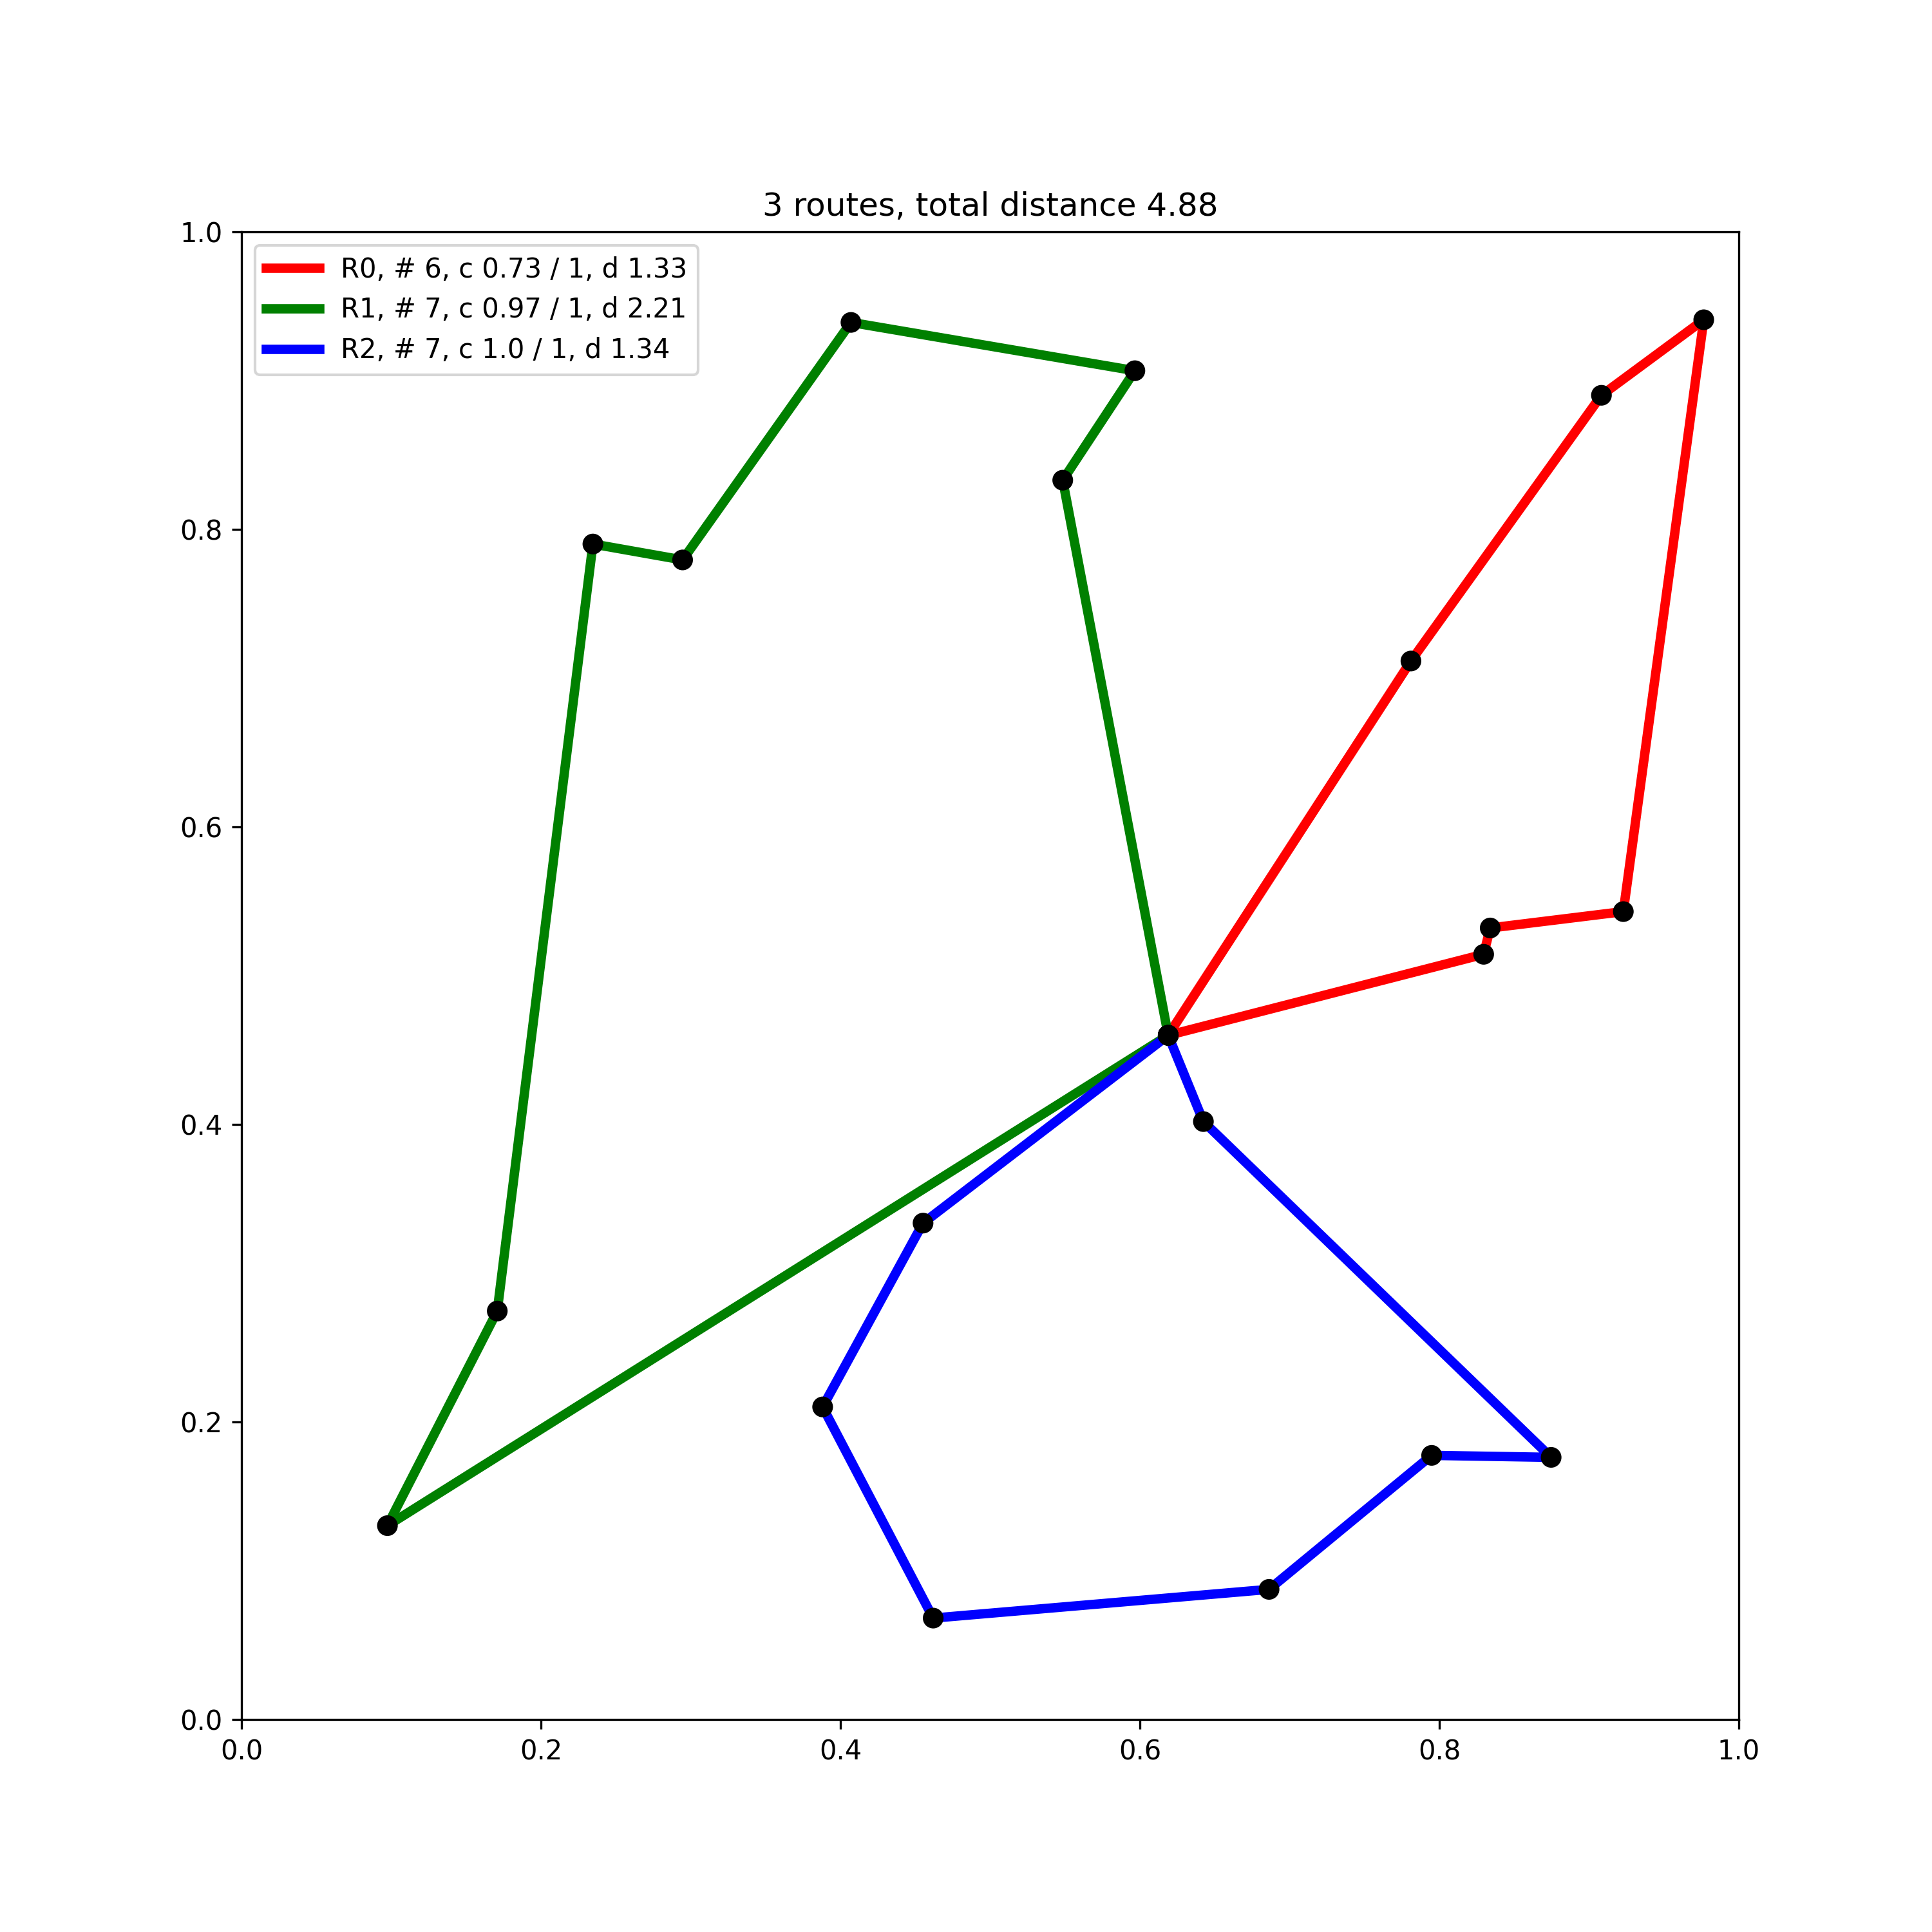 3 routes, total distance 4.88
1.0
R0, # 6, c 0.73 / 1, d 1.33
R1, # 7, c 0.97 / 1, d 2.21
R2, # 7, c 1.0 / 1, d 1.34
0.8
0.6
0.4
0.2
0.0
0.0 0.2 0.4 0.6 0.8 1.0